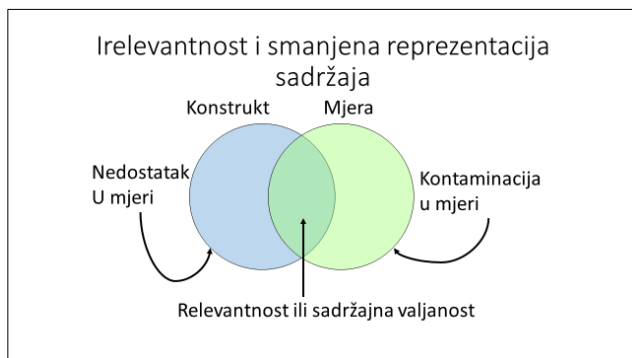 Irelevantnost i smanjena reprezentacija
sadržaja
Konstrukt
Mjera
Nedostatak
U mjeri
Kontaminacija
u mjeri
Relevantnost ili sadržajna valjanost